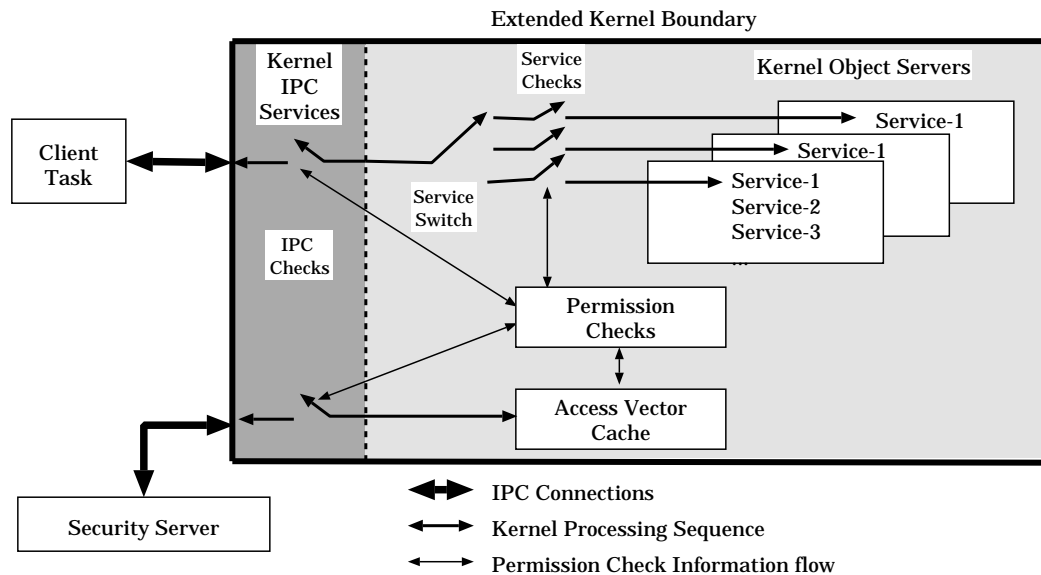 Extended Kernel Boundary
Kernel
IPC
Services
Service
Checks
Kernel Object Servers
Client
Task
Service-1
Service-1
Service-1
Service-2
Service-3
...
Service
Switch
IPC
Checks
Permission
Checks
Access Vector
Cache
Security Server
IPC Connections
Kernel Processing Sequence
Permission Check Information flow